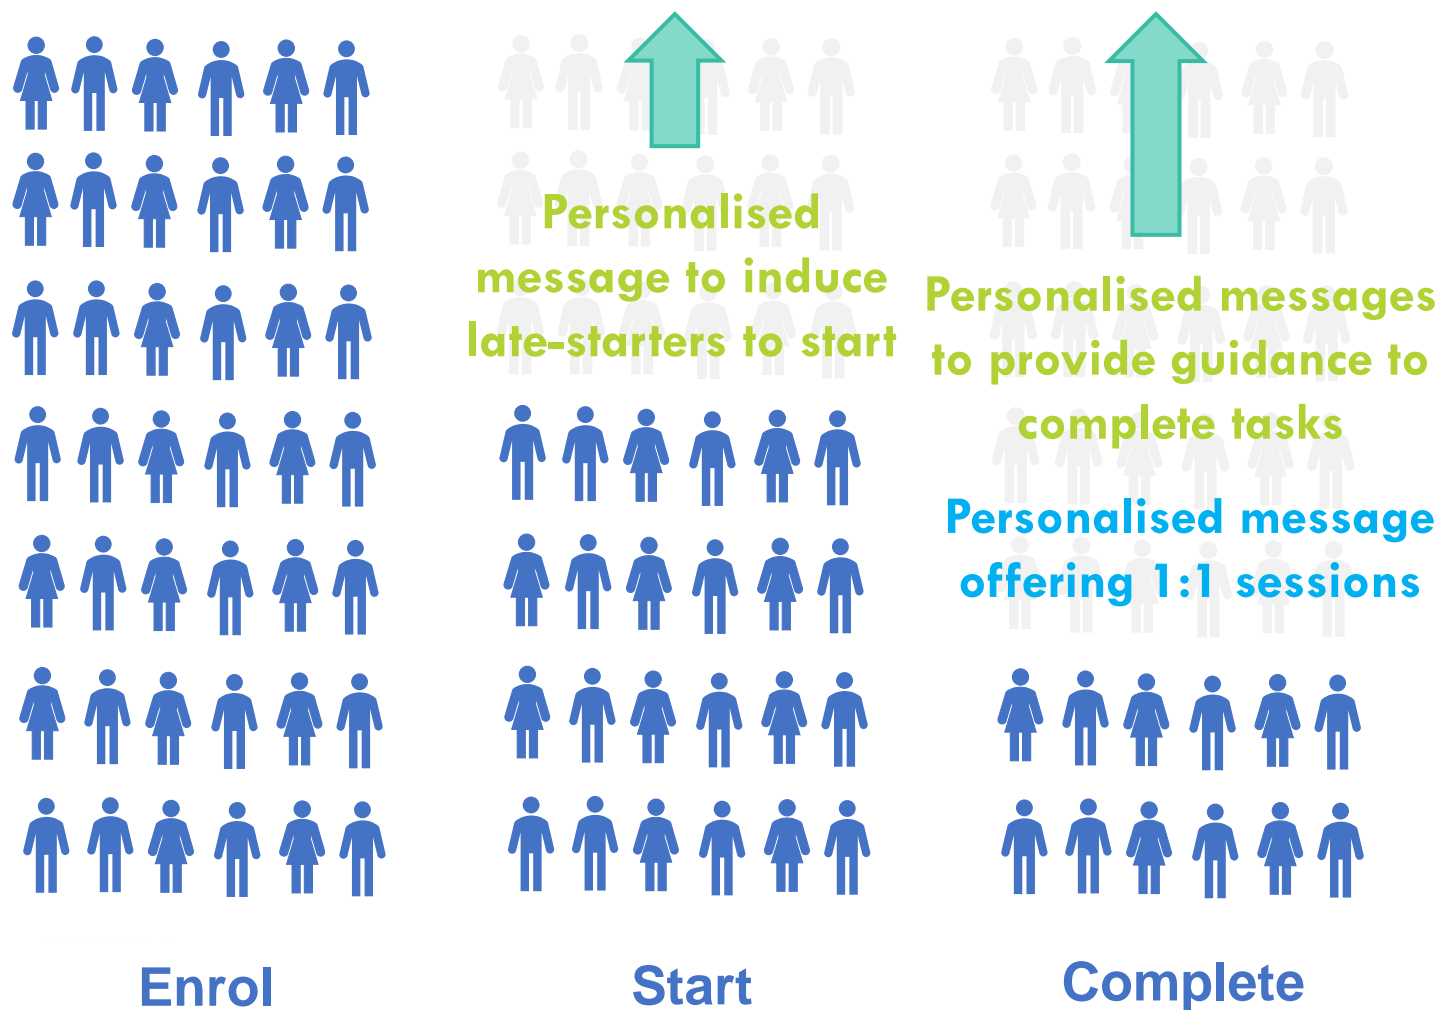 Personalised
message to induce
late-starters to start
Personalised messages
to provide guidance to
complete tasks
Personalised message
offering 1:1 sessions
Enrol
Start
Complete